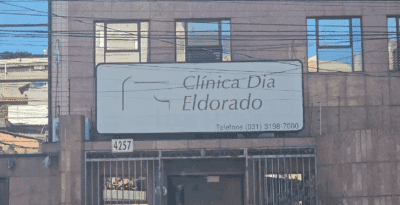 Clínica Dia
Eldorado
Telefone (031) 3198-7000
4257